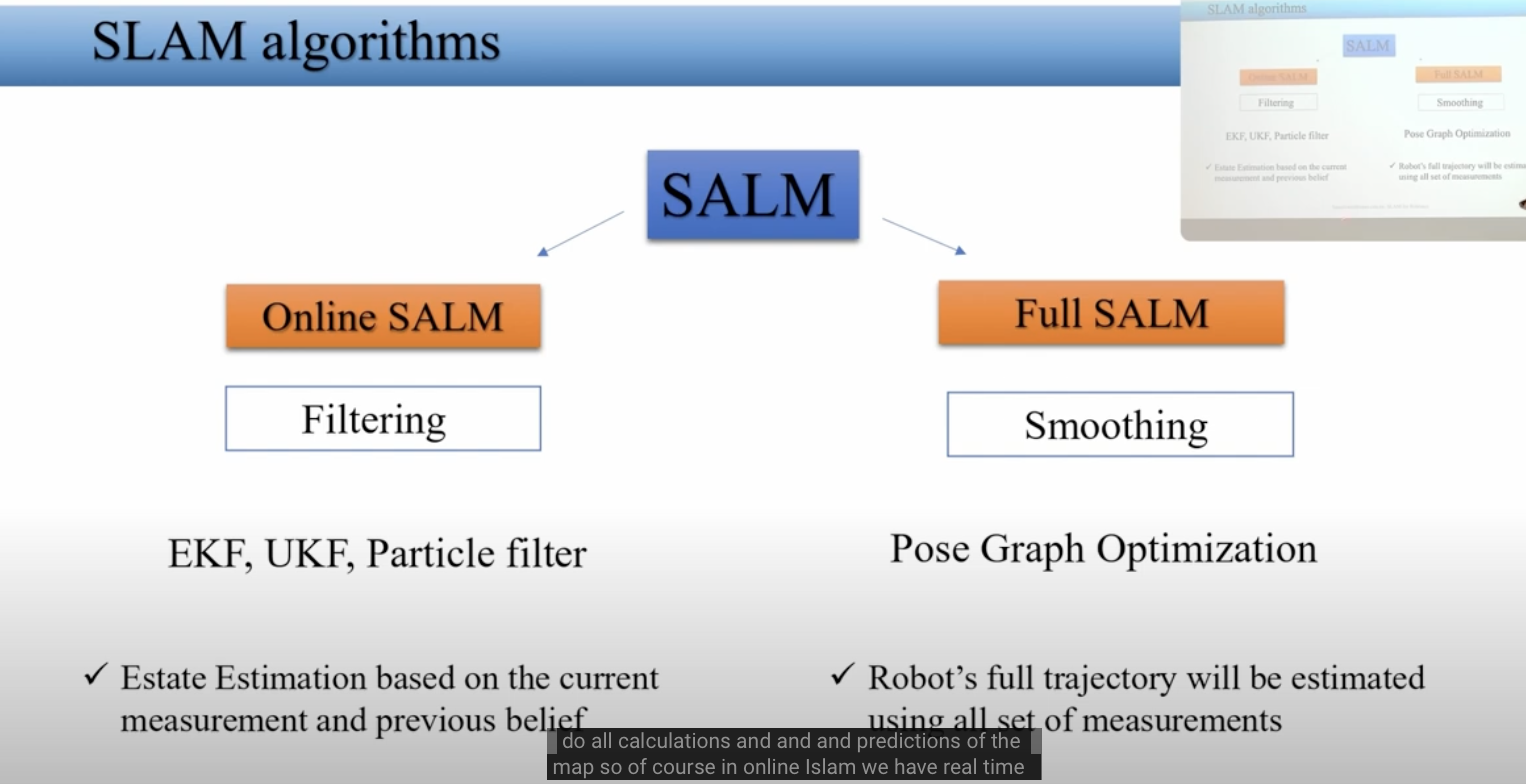 SLAM algorithms
SALM
Online SALM
Full SALM
Filtering
Smoothing
EKF, UKF, Particle filter
Pose Graph Optimization
✓ Estate Estimation based on the current
measurement and previous belief
✓ Robot's full trajectory will be estimated
using all set of measurements
do all calculations and and and predictions of the
map so of course in online Islam we have real time
SLAM algorithms
SALM
Online SALM
Full SALM
Filtering
Smoothing
EKF, UKF, Particle filter
Pose Graph Optimization
✓ Estate Estimation based on the current
measurement and previous belief
✓ Robot's full trajectory will be estima
using all set of measurements